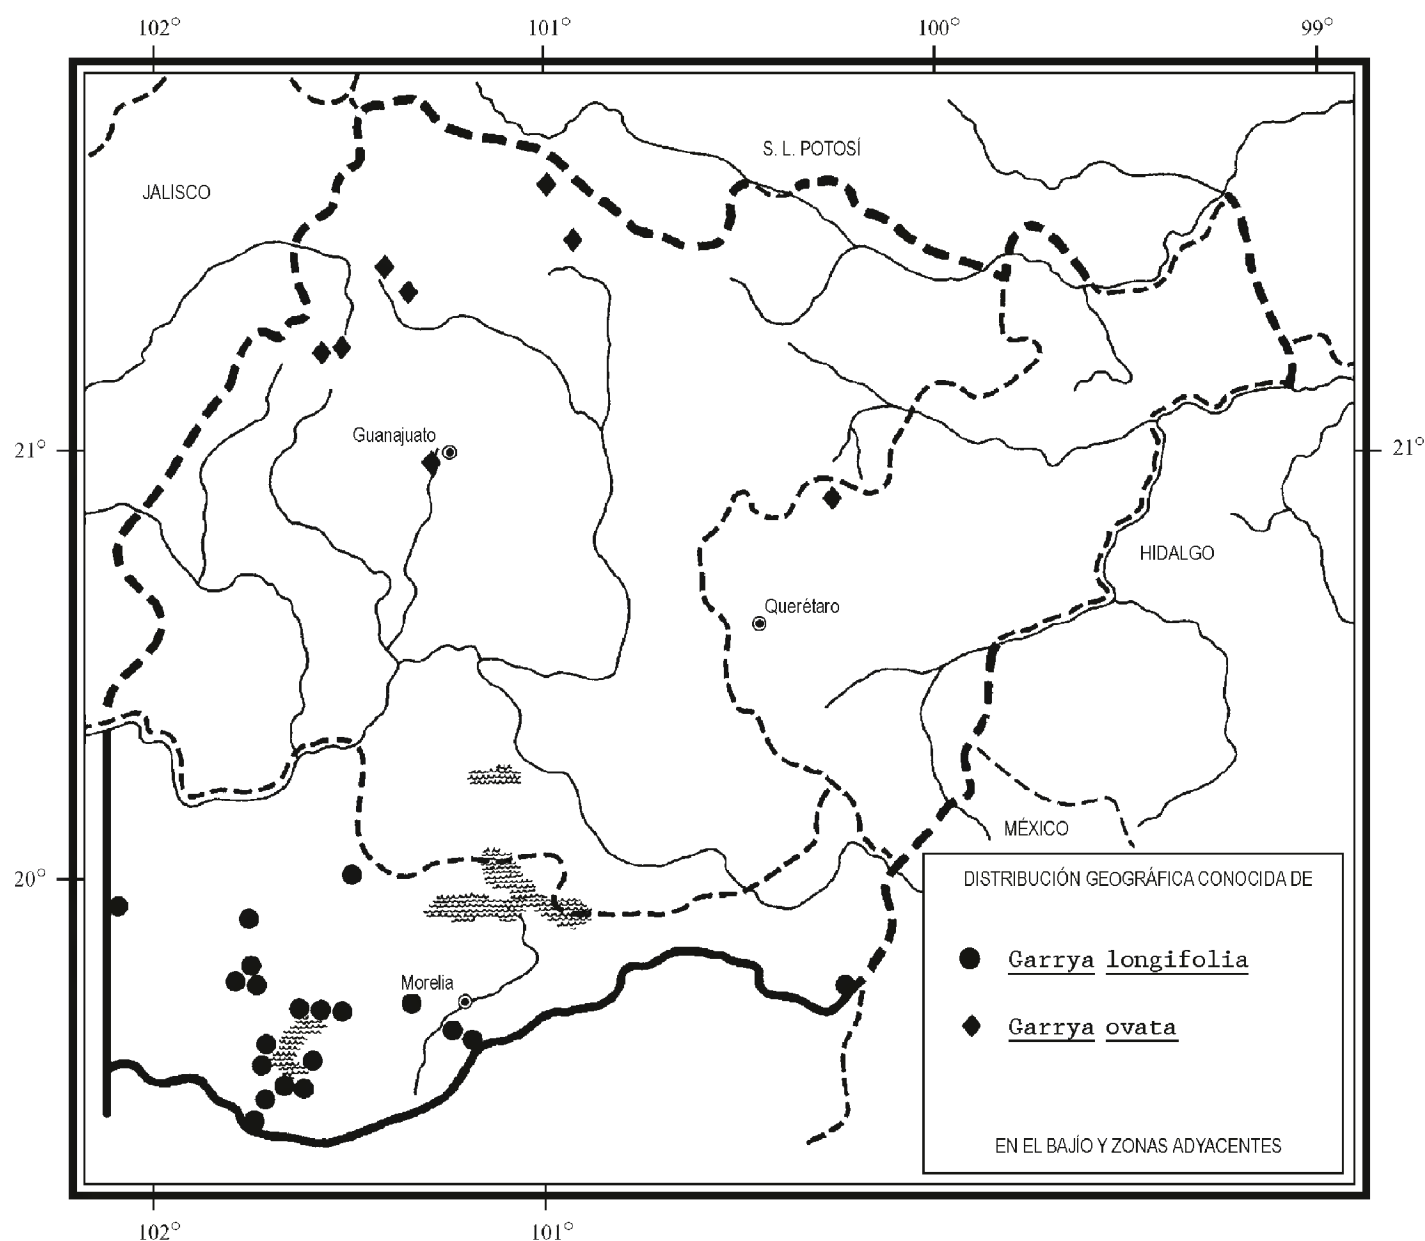 102° 101° 100° 99°
S. L. POTOSÍ
JALISCO
Guanajuato
21° 21°
HIDALGO
Querétaro
MÉXICO
20°
DISTRIBUCIÓN GEOGRÁFICA CONOCIDA DE
Garrya longifolia
Morelia
Garrya ovata
EN EL BAJÍO Y ZONAS ADYACENTES
102° 101°